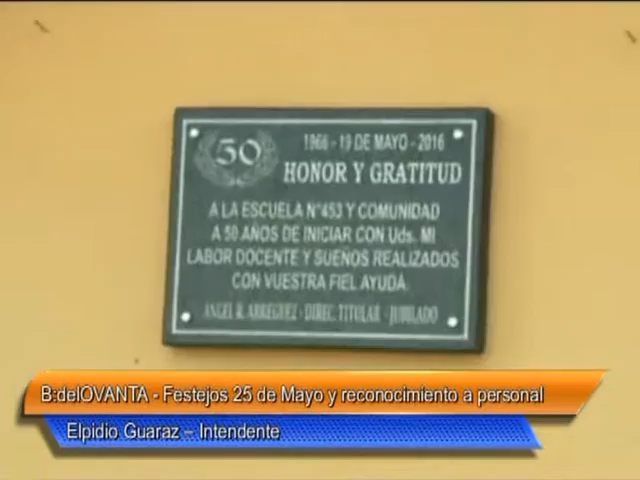 50
1966 - 19 DE MAYO - 2016
HONOR Y GRATITUD
A LA ESCUELA N°453 Y COMUNIDAD
A 50 AÑOS DE INICIAR CON Uds. MI
LABOR DOCENTE Y SUEÑOS REALIZADOS
CON VUESTRA FIEL AYUDA.
ANGEL R. ARREGUEZ - DIREC. TITULAR - JUBILADO
B:delOVANTA - Festejos 25 de Mayo y reconocimiento a personal
Elpidio Guaraz – Intendente